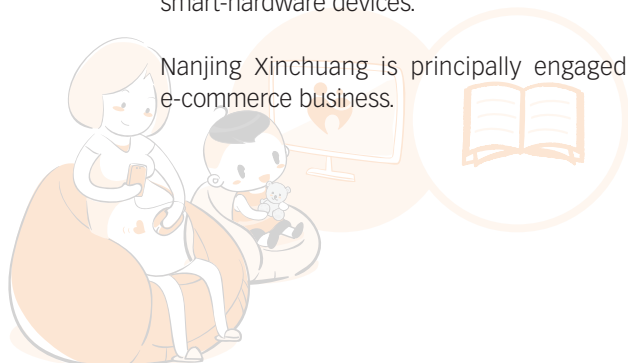 smart-hardware devices.
Nanjing Xinchuang is principally engaged
e-commerce business.